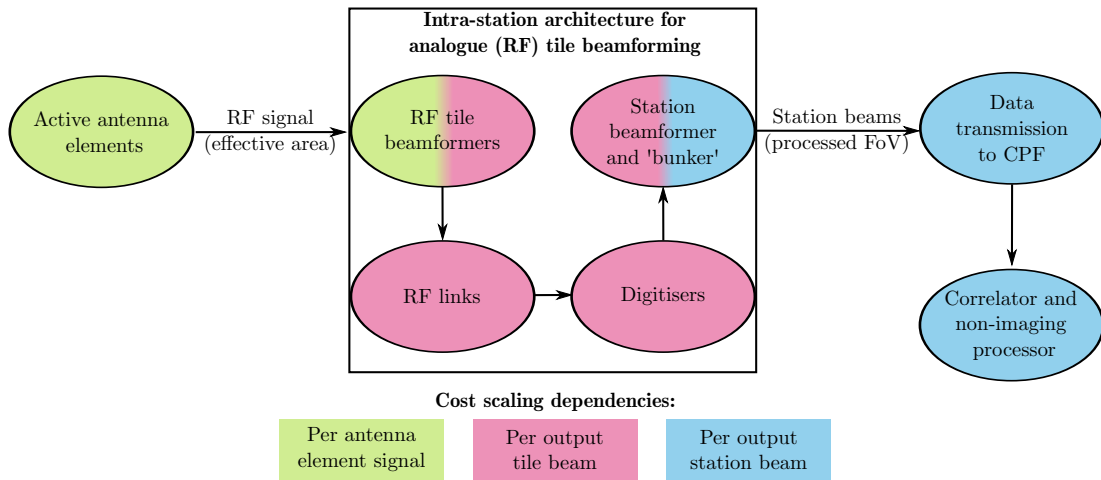 Intra-station architecture for
analogue (RF) tile beamforming
Active antenna
elements
RF signal
(effective area)
RF tile
beamformers
Station
beamformer
and 'bunker'
Station beams
(processed FoV)
Data
transmission
to CPF
RF links
Digitisers
Correlator and
non-imaging
processor
Cost scaling dependencies:
Per antenna
element signal
Per output
tile beam
Per output
station beam